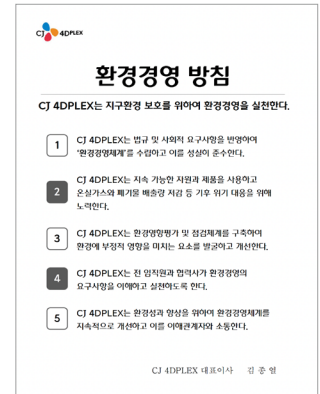 CJ 4DPLEX
환경경영 방침
CJ 4DPLEX는 지구환경 보호를 위하여 환경경영을 실천한다.
1
CJ 4DPLEX는 법규 및 사회적 요구사항을 반영하여
"환경경영체계"를 수립하고 이를 성실히 준수한다.
2
CJ 4DPLEX는 지속 가능한 자원과 제품을 사용하고
온실가스와 폐기물 배출량 저감 등 기후 위기 대응을 위해
노력한다.
3
CJ 4DPLEX는 환경영향평가 및 점검체계를 구축하여
환경에 부정적 영향을 미치는 요소를 발굴하고 개선한다.
4
CJ 4DPLEX는 전 임직원과 협력사가 환경경영의
요구사항을 이해하고 실천하도록 한다.
5
CJ 4DPLEX는 환경성과 향상을 위하여 환경경영체계를
지속적으로 개선하고 이를 이해관계자와 소통한다.
CJ 4DPLEX 대표이사 김 종 열